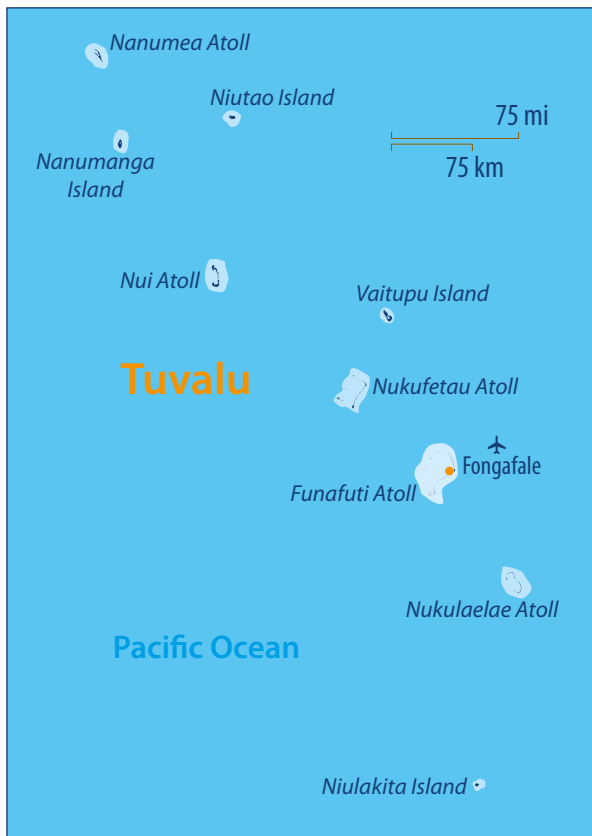 Nanumea Atoll
Niutao Island
75 mi
75 km
Nanumanga
Island
Nui Atoll
Vaitupu Island
Tuvalu
Nukufetau Atoll
Fongafale
Funafuti Atoll
Nukulaelae Atoll
Pacific Ocean
Niulakita Island